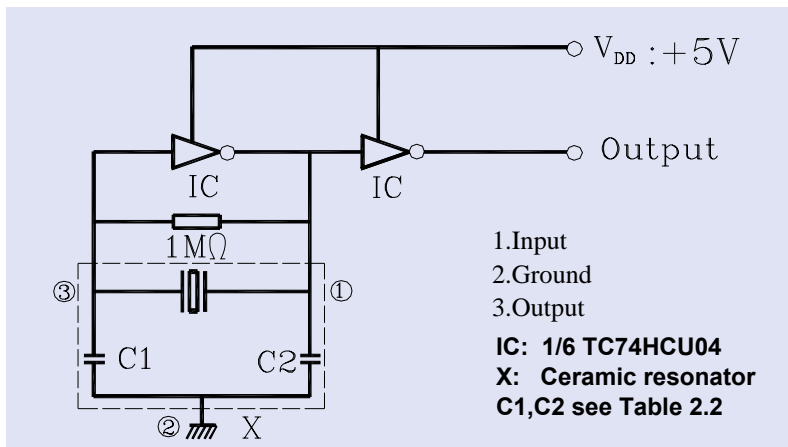 V_DD :+5V
Output
IC
IC
1MΩ
③
①
C1
C2
②
X
1.Input
2.Ground
3.Output
IC: 1/6 TC74HCU04
X: Ceramic resonator
C1,C2 see Table 2.2